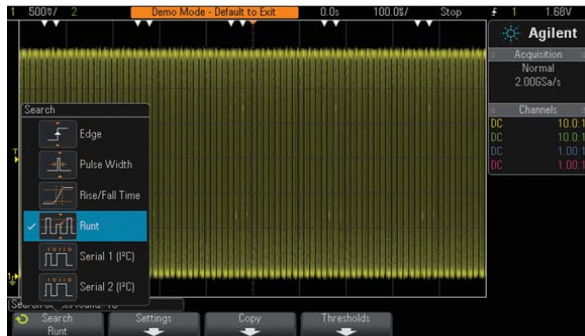 1 500▽/ 2 Demo Mode - Default to Exit 0.0s 100.0▽/ Stop 1 1.68V
Agilent
Acquisition
Normal
2.00GSa/s
Channels
DC 10.0:1
DC 10.0:1
DC 1.00:1
DC 1.00:1
Search
Edge
Pulse Width
Rise/Fall Time
Runt
Serial 1 (I²C)
Serial 2 (I²C)
Search Settings Copy Thresholds
Runt